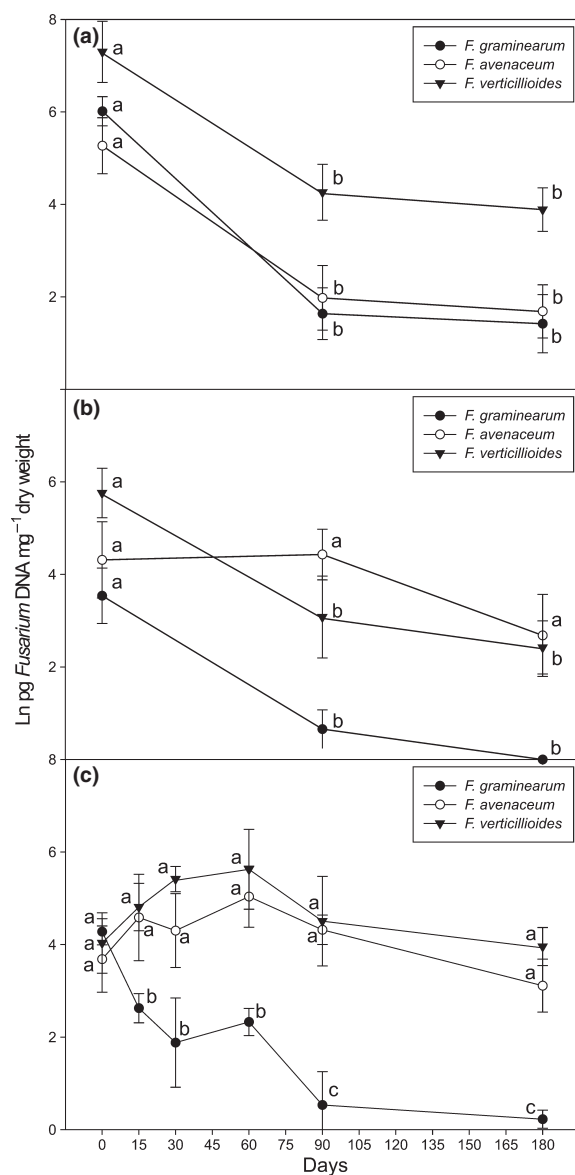 (a)
F. graminearum
F. avenaceum
F. verticillioides
8
6
4
2
a
a
a
b
b
b
b
b
b
(b)
F. graminearum
F. avenaceum
F. verticillioides
6
4
2
8
a
a
a
a
b
b
a
b
b
Ln pg Fusarium DNA mg⁻¹ dry weight
(c)
F. graminearum
F. avenaceum
F. verticillioides
6
4
2
0
a
a
a
a
a
b
a
a
b
a
a
b
a
a
c
a
a
c
0 15 30 45 60 75 90 105 120 135 150 165 180
Days